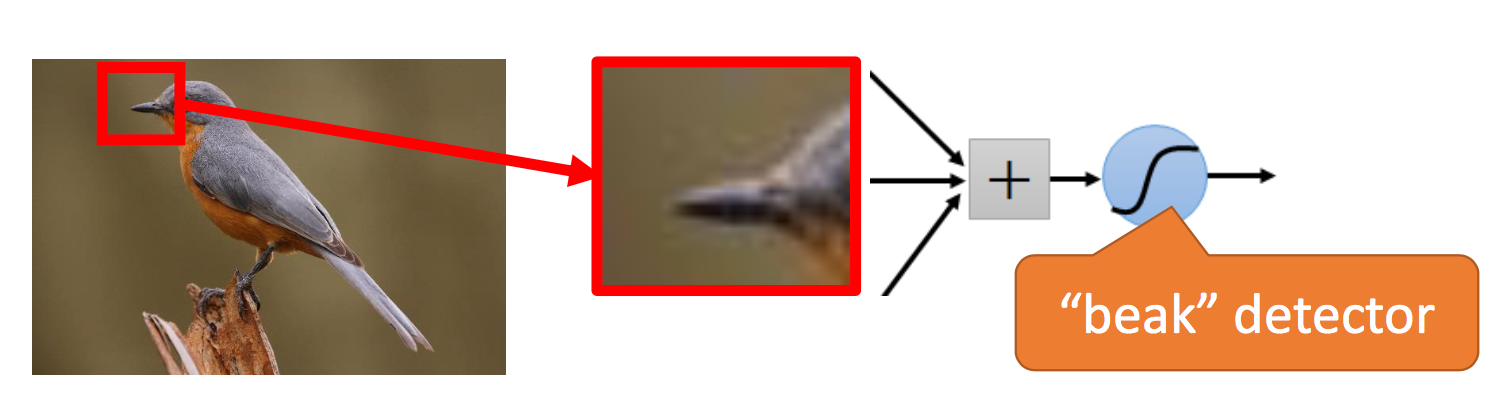 +
“beak” detector